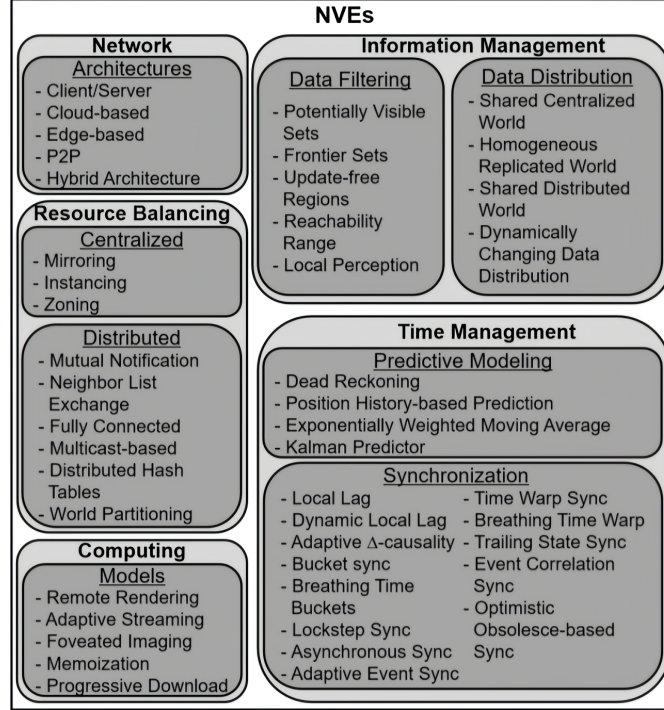 NVEs
Network
Architectures
- Client/Server
- Cloud-based
- Edge-based
- P2P
- Hybrid Architecture
Resource Balancing
Centralized
- Mirroring
- Instancing
- Zoning
Distributed
- Mutual Notification
- Neighbor List
Exchange
- Fully Connected
- Multicast-based
- Distributed Hash
Tables
- World Partitioning
Computing
Models
- Remote Rendering
- Adaptive Streaming
- Foveated Imaging
- Memoization
- Progressive Download
Information Management
Data Filtering
- Potentially Visible
Sets
- Frontier Sets
- Update-free
Regions
- Reachability
Range
- Local Perception
Data Distribution
- Shared Centralized
World
- Homogeneous
Replicated World
- Shared Distributed
World
- Dynamically
Changing Data
Distribution
Time Management
Predictive Modeling
- Dead Reckoning
- Position History-based Prediction
- Exponentially Weighted Moving Average
- Kalman Predictor
Synchronization
- Local Lag
- Dynamic Local Lag
- Adaptive Δ-causality
- Bucket sync
- Breathing Time
Buckets
- Lockstep Sync
- Asynchronous Sync
- Adaptive Event Sync
- Time Warp Sync
- Breathing Time Warp
- Trailing State Sync
- Event Correlation
Sync
- Optimistic
Obsolesce-based
Sync